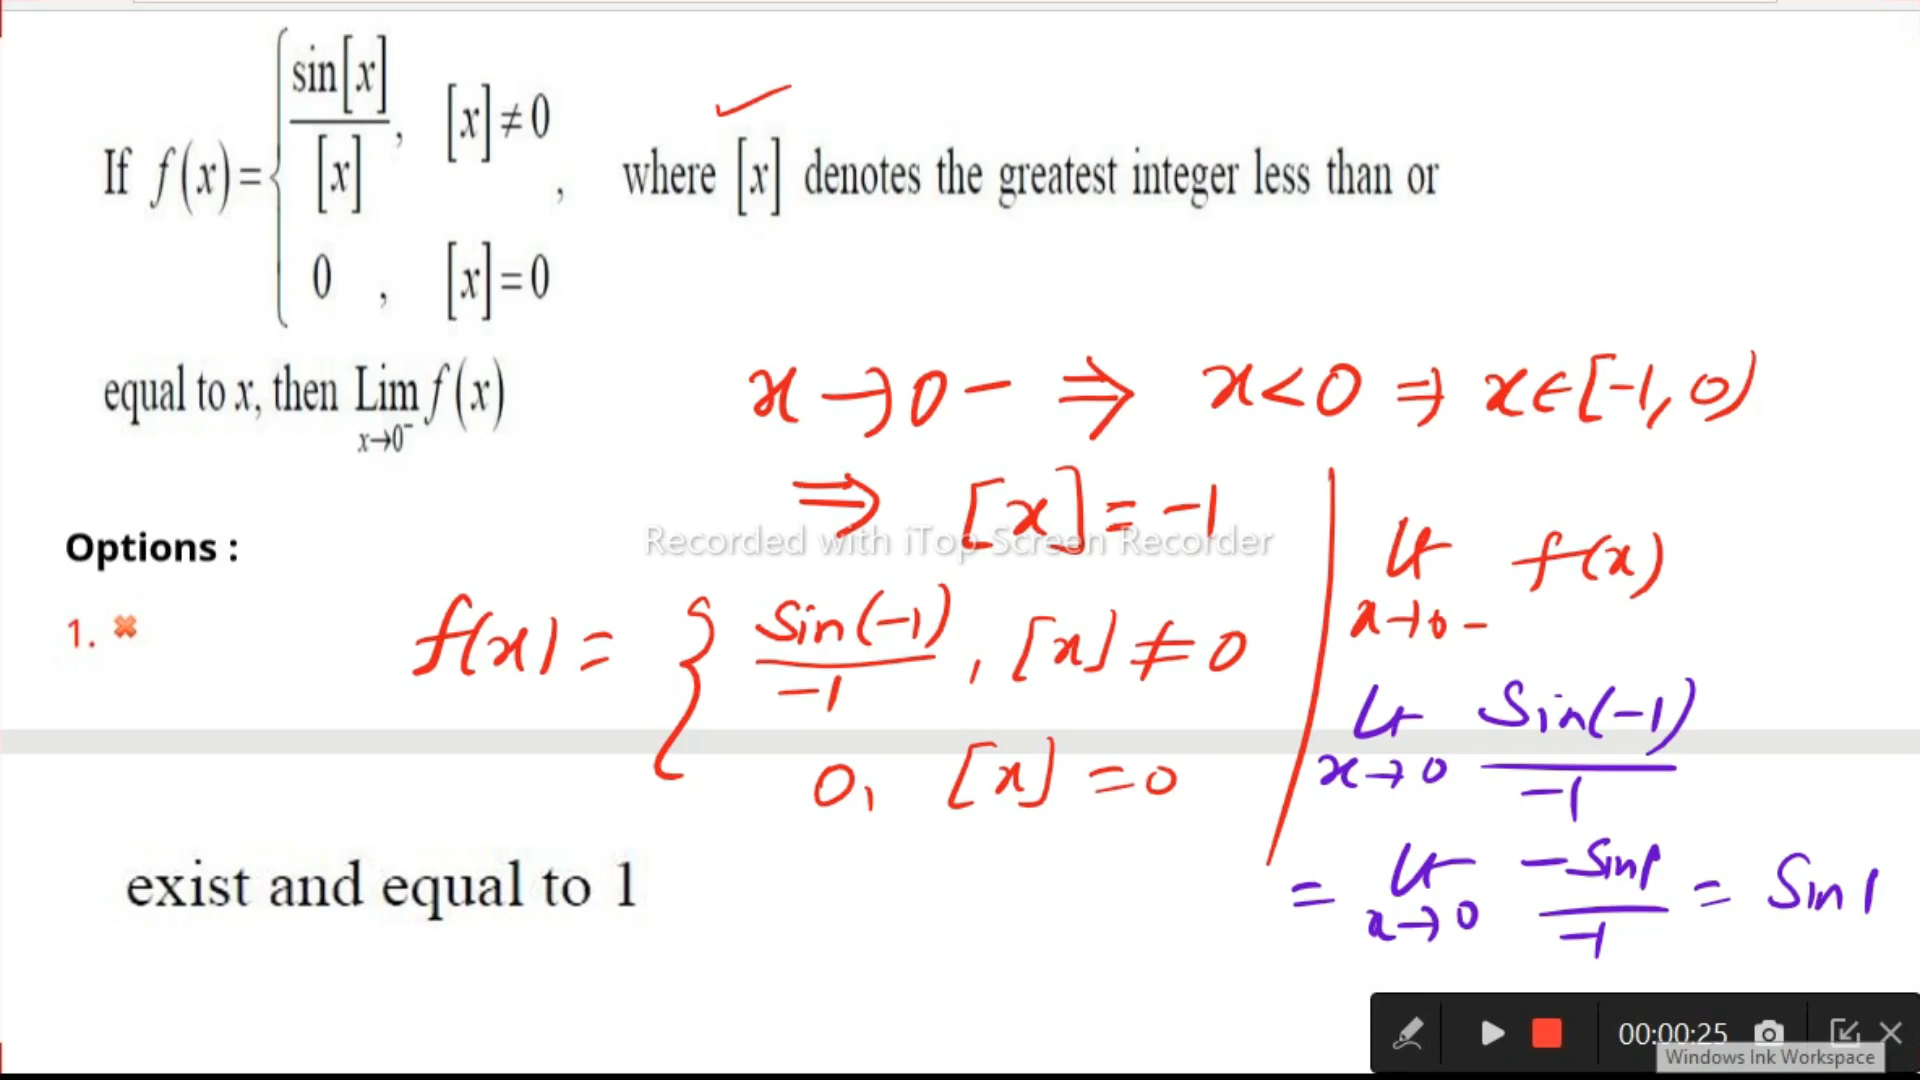 If f(x) = { sin[x] / [x] , [x] ≠ 0
0 , [x] = 0 , where [x] denotes the greatest integer less than or
equal to x, then Lim x→0⁻ f(x)
x → 0 - ⇒ x < 0 ⇒ x ∈ [-1, 0)
⇒ [x] = -1
Recorded with iTop Screen Recorder
Options :
1. ✖
f(x) = { sin(-1) / -1 , [x] ≠ 0
0, [x] = 0
Lt x→0- f(x)
Lt x→0 Sin(-1) / -1
= Lt x→0 -Sin1 / -1 = Sin1
exist and equal to 1
00:00:25
Windows Ink Workspace